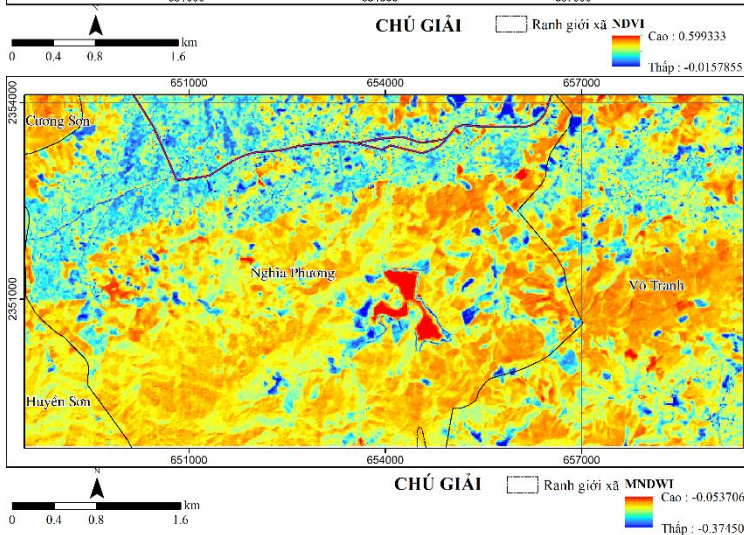 CHÚ GIẢI Ranh giới xã NDVI
km
0 0.4 0.8 1.6
Cao : 0.599333
Thấp : -0.0157855
651000 654000 657000
2354000
Cương Sơn
Nghĩa Phương
Võ Tranh
2351000
Huyền Sơn
651000 654000 657000
N
CHÚ GIẢI Ranh giới xã MNDWI
km
0 0.4 0.8 1.6
Cao : -0.053706
Thấp : -0.37450